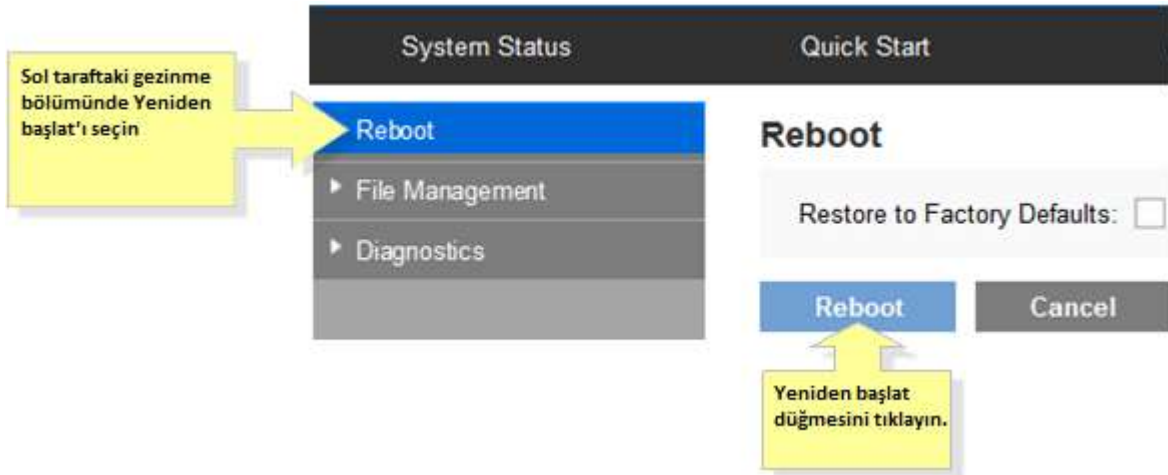 System Status
Quick Start
Sol taraftaki gezinme
bölümünde Yeniden
başlat'ı seçin
Reboot
File Management
Diagnostics
Reboot
Restore to Factory Defaults:
Reboot
Cancel
Yeniden başlat
düğmesini tıklayın.